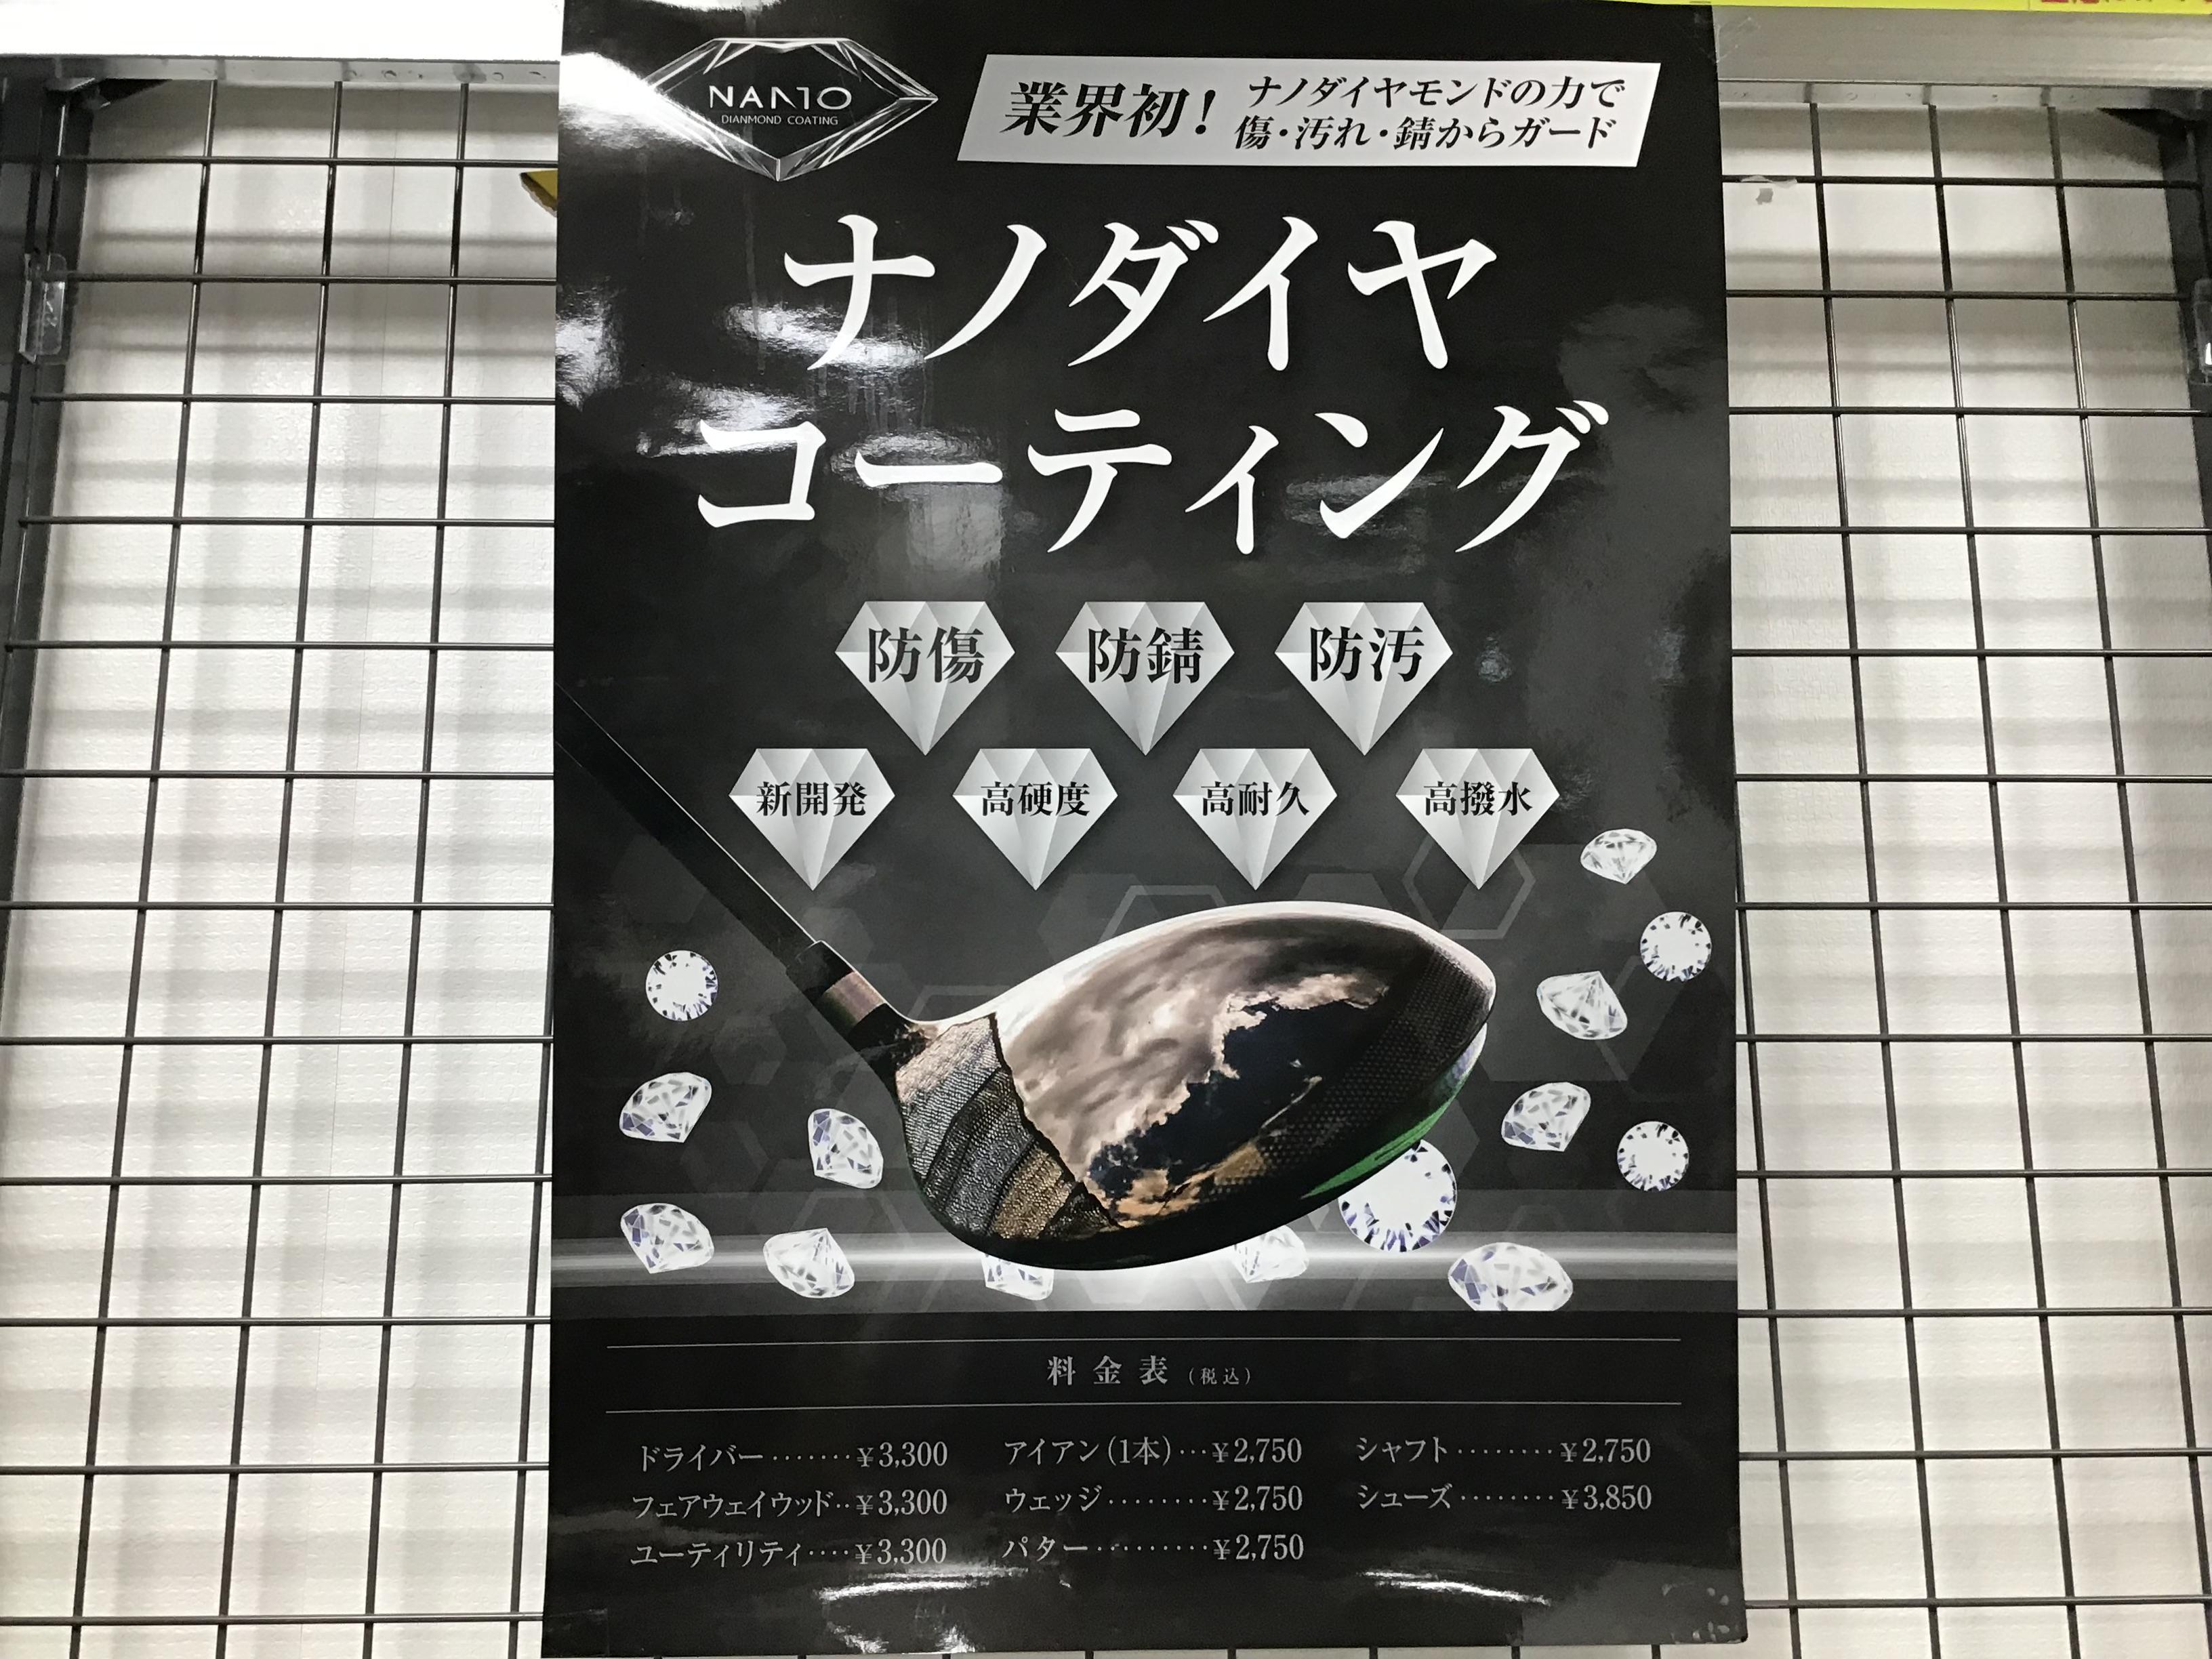 NANO
DIANMOND COATING
業界初！
ナノダイヤモンドの力で
傷・汚れ・錆からガード
ナノダイヤ
コーティング
防傷 防錆 防汚
新開発 高硬度 高耐久 高撥水
料金表（税込）
ドライバー・・・・・・・¥3,300
フェアウェイウッド・・¥3,300
ユーティリティ・・・・¥3,300
アイアン（1本）・・・¥2,750
ウェッジ・・・・・・・・¥2,750
パター・・・・・・・・・¥2,750
シャフト・・・・・・・・¥2,750
シューズ・・・・・・・・¥3,850